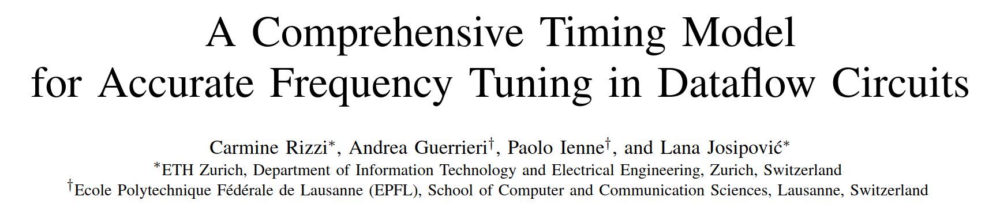 A Comprehensive Timing Model
for Accurate Frequency Tuning in Dataflow Circuits
Carmine Rizzi*, Andrea Guerrieri†, Paolo Ienne†, and Lana Josipović*
*ETH Zurich, Department of Information Technology and Electrical Engineering, Zurich, Switzerland
†Ecole Polytechnique Fédérale de Lausanne (EPFL), School of Computer and Communication Sciences, Lausanne, Switzerland